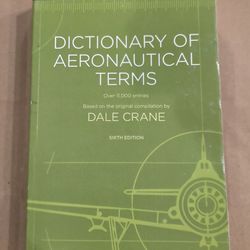 DICTIONARY OF
AERONAUTICAL
TERMS
Over 11,000 entries
Based on the original compilation by
DALE CRANE
SIXTH EDITION